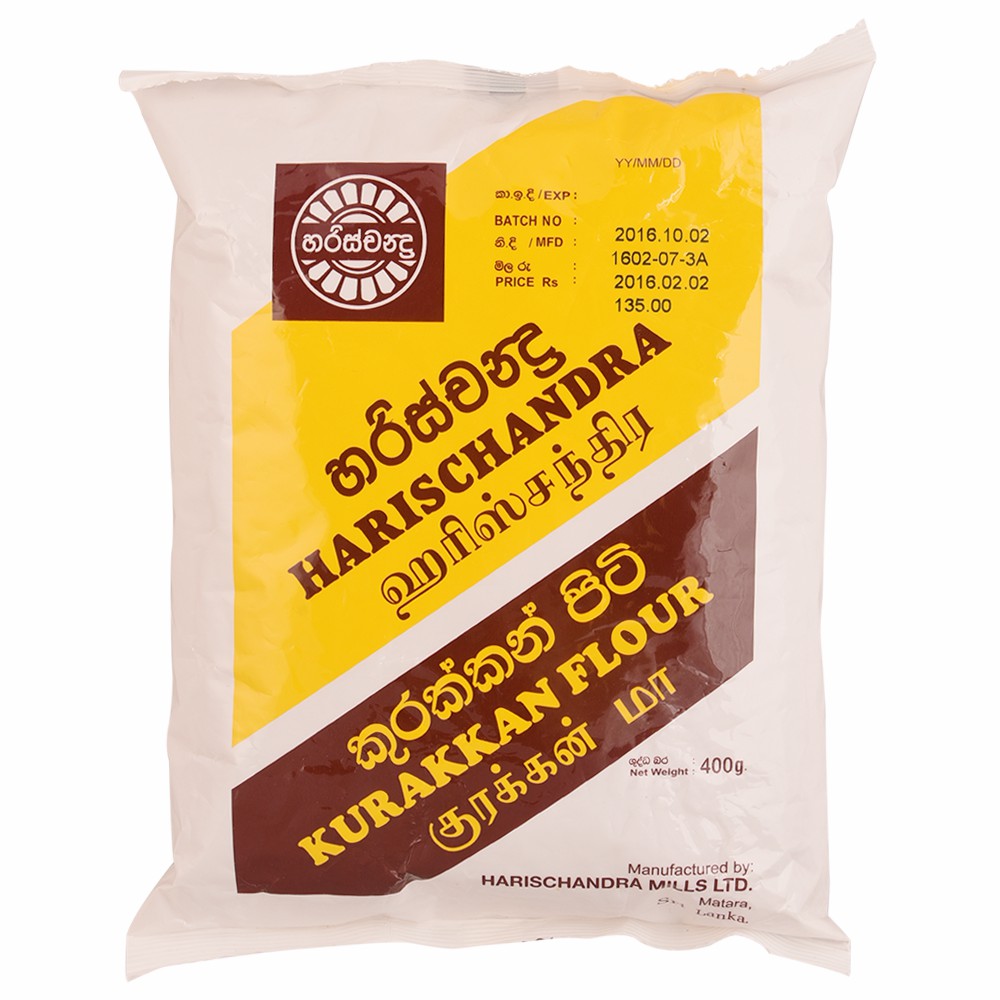 YY/MM/DD
කා.ඉ.දි / EXP :
BATCH NO :
නි.දි / MFD :
මිල රු :
PRICE Rs :
2016.10.02
1602-07-3A
2016.02.02
135.00
හරිස්චන්ද්‍ර
හරිස්චන්ද්‍ර
HARISCHANDRA
ஹரிஸ்சந்திர
කුරක්කන් පිටි
KURAKKAN FLOUR
குரக்கன் மா
ශුද්ධ බර :
Net Weight : 400g.
Manufactured by:
HARISCHANDRA MILLS LTD.
Matara,
Sri Lanka.